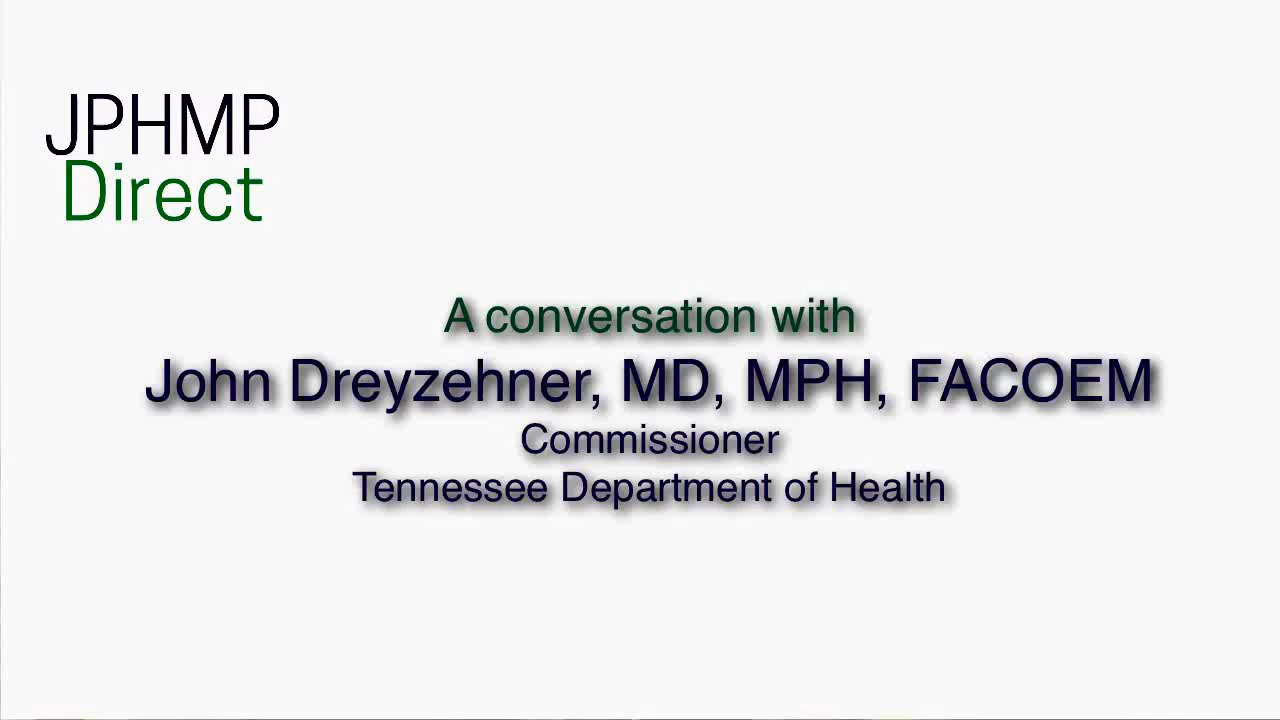 JPHMP
Direct
A conversation with
John Dreyzehner, MD, MPH, FACOEM
Commissioner
Tennessee Department of Health